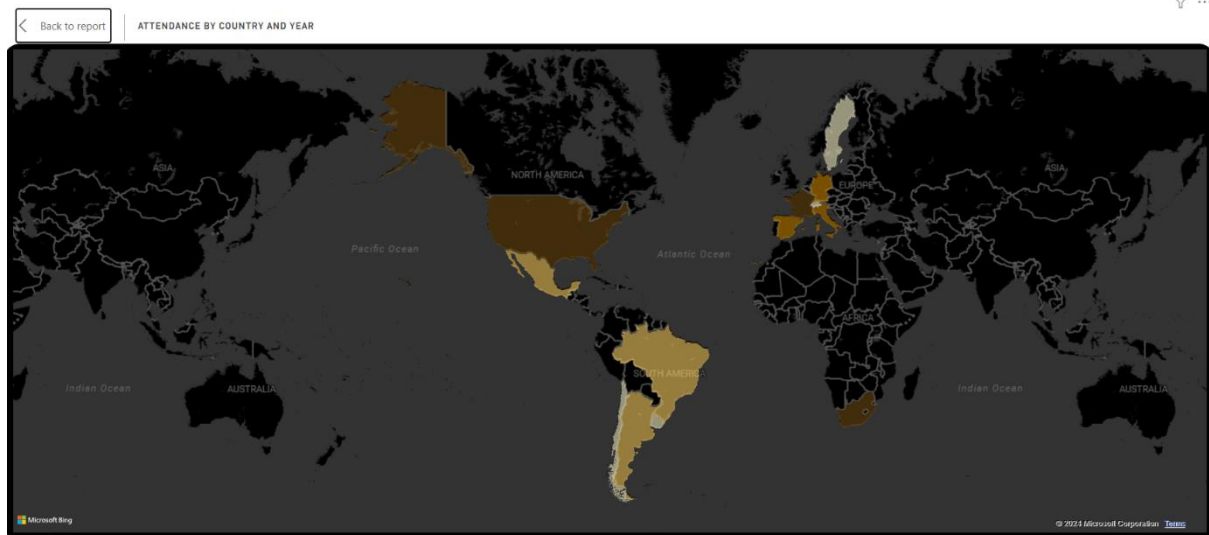 Back to report
ATTENDANCE BY COUNTRY AND YEAR
ASIA
NORTH AMERICA
EUROPE
ASIA
Pacific Ocean
Atlantic Ocean
AFRICA
SOUTH AMERICA
Indian Ocean
AUSTRALIA
Indian Ocean
AUSTRALIA
Microsoft Bing
© 2024 Microsoft Corporation Terms